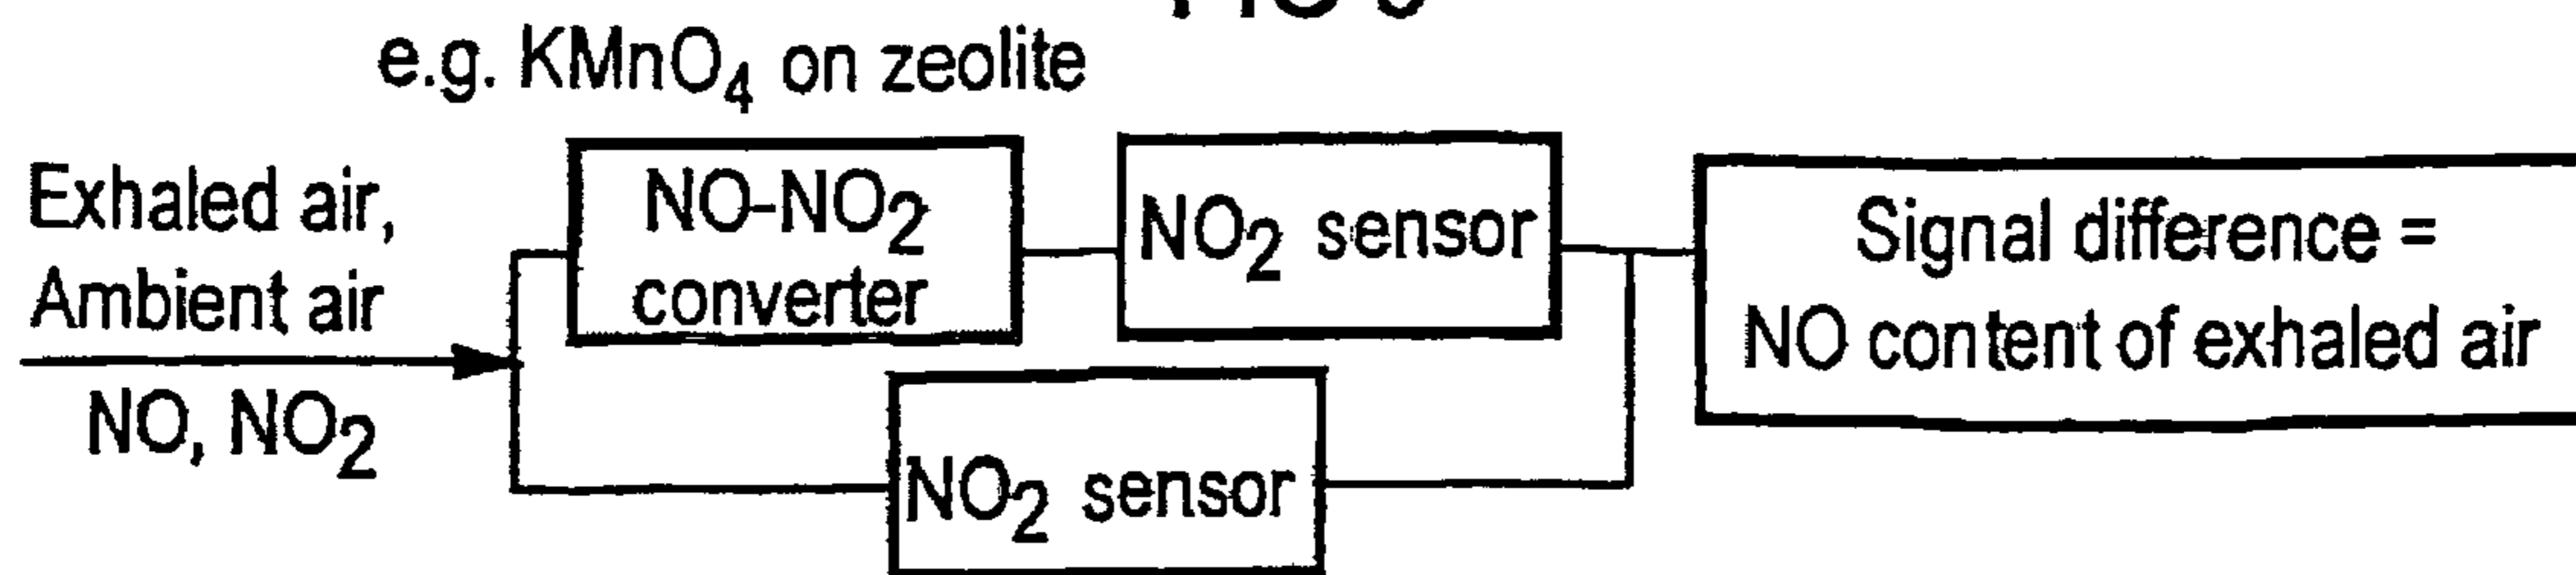 e.g. KMnO₄ on zeolite
Exhaled air,
Ambient air
NO, NO₂
NO-NO₂
converter
NO₂ sensor
NO₂ sensor
Signal difference =
NO content of exhaled air